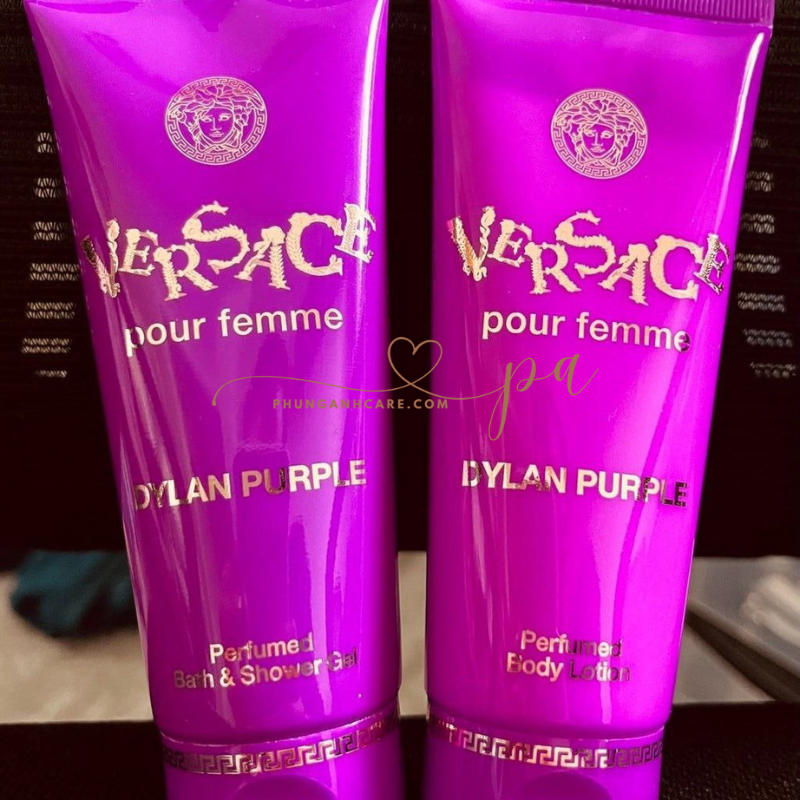 VERSACE
pour femme
DYLAN PURPLE
Perfumed
Bath & Shower Gel
VERSACE
pour femme
DYLAN PURPLE
Perfumed
Body Lotion
PHUNGANHCARE.COM
pa